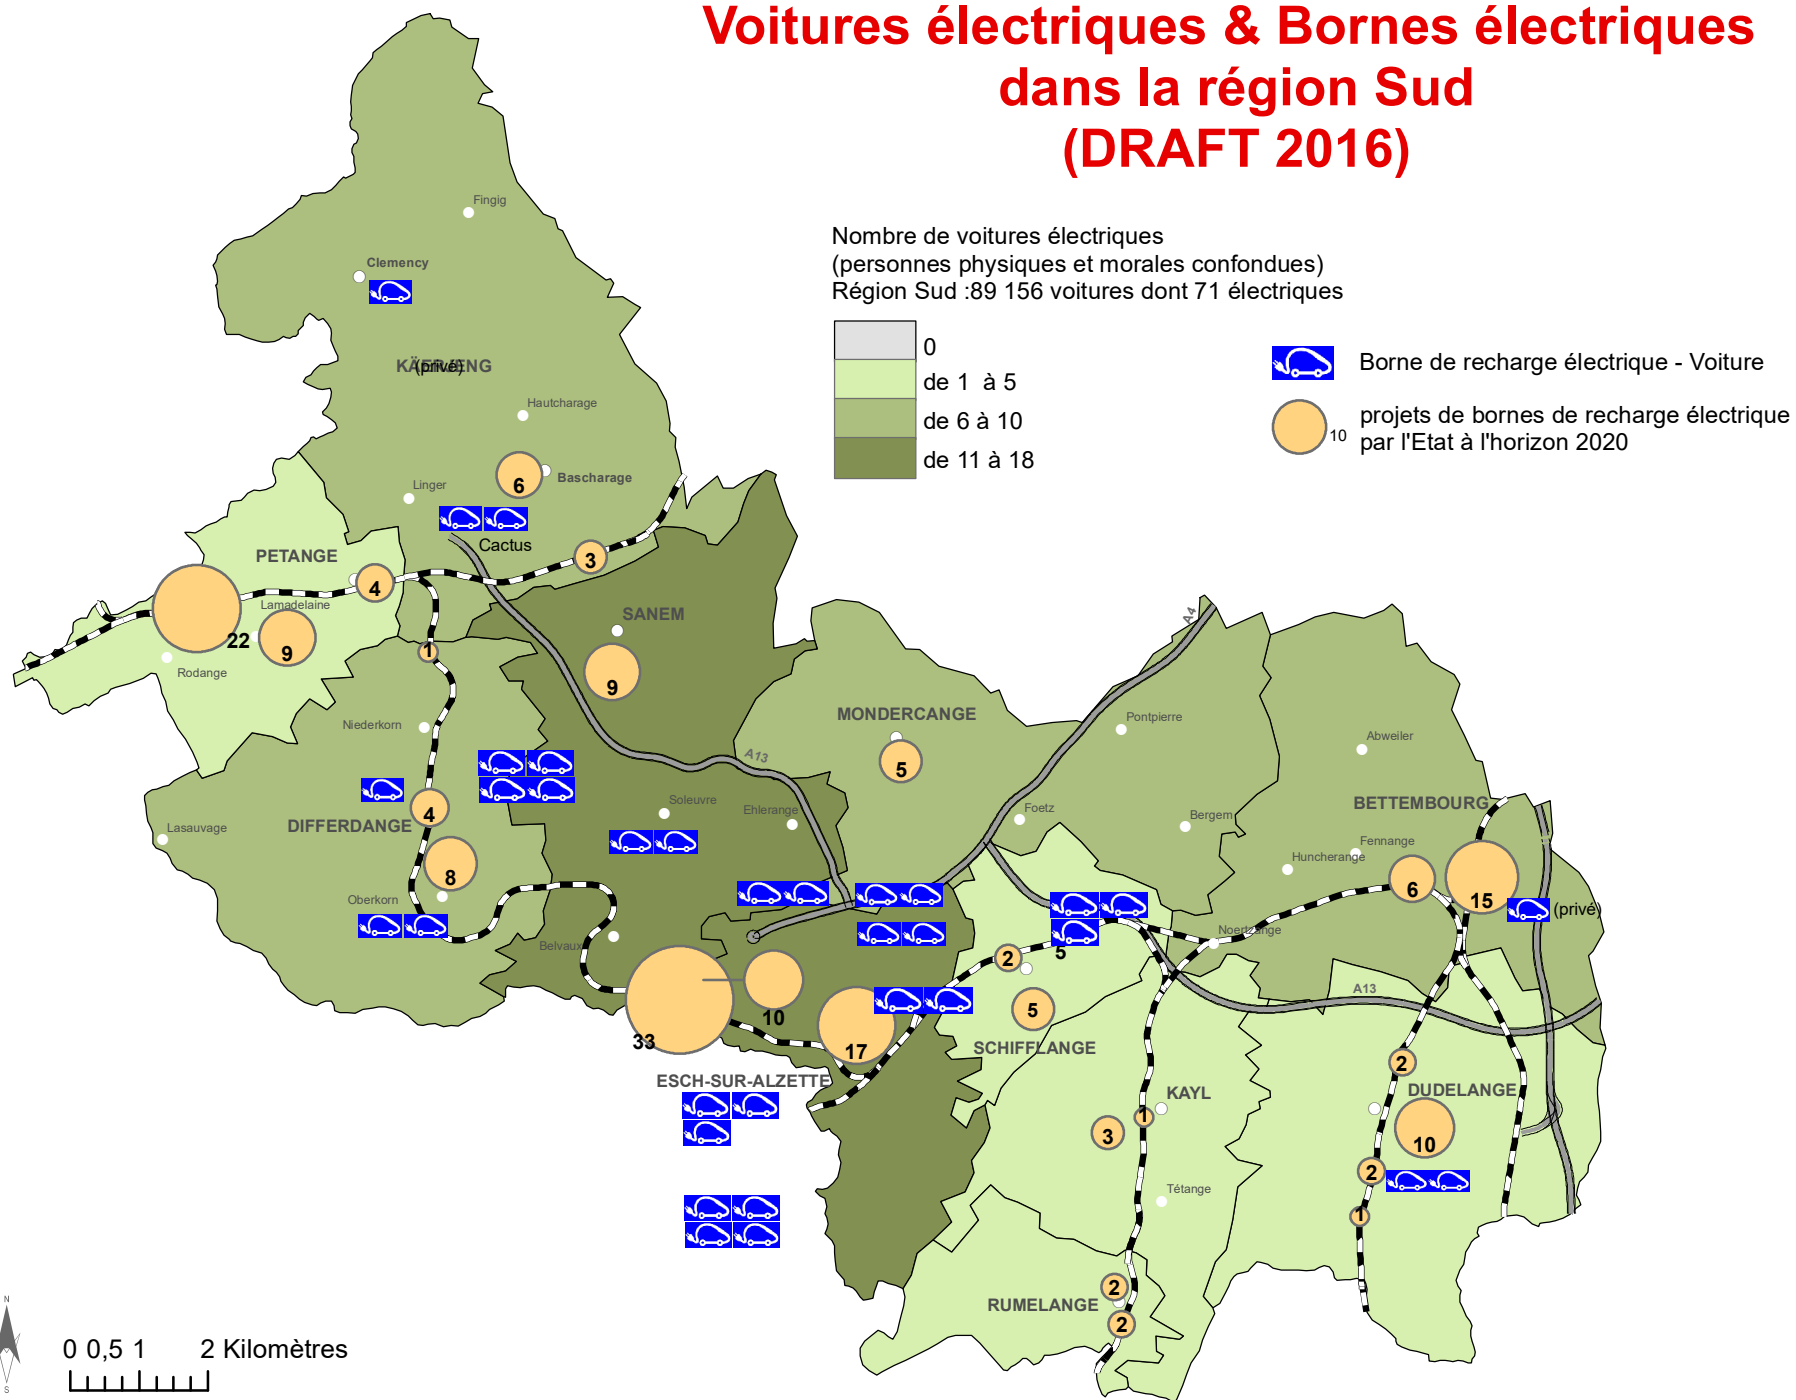 Voitures électriques & Bornes électriques
dans la région Sud
(DRAFT 2016)
Nombre de voitures électriques
(personnes physiques et morales confondues)
Région Sud :89 156 voitures dont 71 électriques
0
de 1 à 5
de 6 à 10
de 11 à 18
Borne de recharge électrique - Voiture
10
projets de bornes de recharge électrique
par l'Etat à l'horizon 2020
Fingig
Clemency
(privé)
Hautcharage
6
Bascharage
Linger
Cactus
3
PETANGE
4
Lamadelaine
22
9
Rodange
1
SANEM
9
Niederkorn
MONDERCANGE
5
A13
A4
Pontpierre
Abweiler
Soleuvre
Ehlerange
Foetz
Bergem
BETTEMBOURG
Fennange
Huncherange
Lasauvage
DIFFERDANGE
4
8
Oberkorn
6
15
(privé)
Belvaux
Noertzange
5
2
5
33
10
17
SCHIFFLANGE
A13
ESCH-SUR-ALZETTE
2
DUDELANGE
KAYL
1
3
10
2
Tétange
1
2
RUMELANGE
2
N
S
0 0,5 1 2 Kilomètres